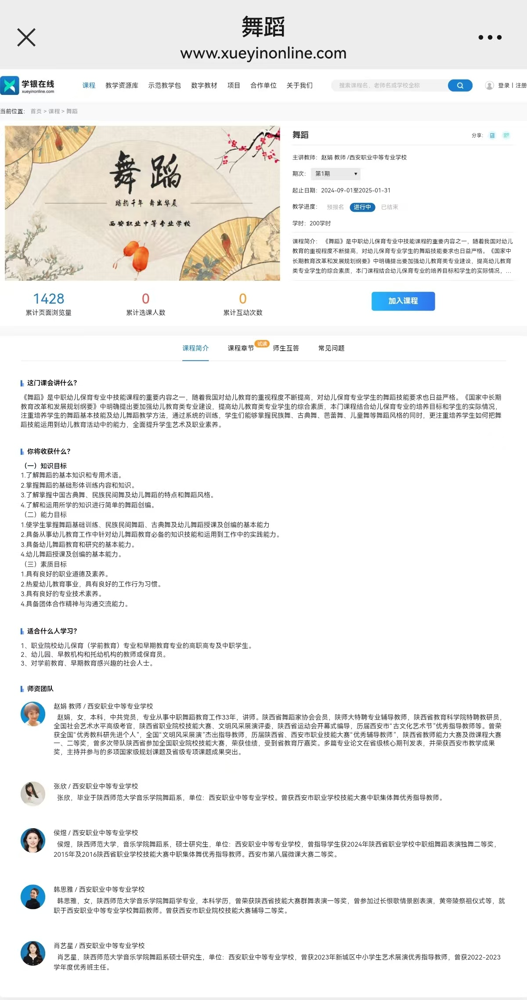 舞蹈
www.xueyinonline.com
学银在线
xueyinonline.com
课程 教学资源库 示范教学包 数字教材 项目 合作单位 关于我们 搜索课程名、老师名或学校全称 登录 | 注册
当前位置： 首页 > 课程 > 舞蹈
舞蹈
踏韵千年 舞出华夏
西安职业中等专业学校
舞蹈 分享：
主讲教师：赵娟 教师 /西安职业中等专业学校
期次： 第1期
起止日期：2024-09-01至2025-01-31
教学进度： 预报名 进行中 已结束
学时：200学时
课程简介： 《舞蹈》是中职幼儿保育专业中技能课程的重要内容之一，随着我国对幼儿
教育的重视程度不断提高，对幼儿保育专业学生的舞蹈技能要求也日益严格。《国家中
长期教育改革和发展规划纲要》中明确提出要加强幼儿教育类专业建设，提高幼儿教育
类专业学生的综合素质，本门课程结合幼儿保育专业的培养目标和学生的实际情况，...
1428 0 0
累计页面浏览量 累计选课人数 累计互动次数
加入课程
课程简介 课程章节 试读 师生互答 常见问题
这门课会讲什么？
《舞蹈》是中职幼儿保育专业中技能课程的重要内容之一，随着我国对幼儿教育的重视程度不断提高，对幼儿保育专业学生的舞蹈技能要求也日益严格。《国家中长期
教育改革和发展规划纲要》中明确提出要加强幼儿教育类专业建设，提高幼儿教育类专业学生的综合素质，本门课程结合幼儿保育专业的培养目标和学生的实际情况，
注重培养学生的舞蹈基本技能及幼儿舞蹈教学方法，通过系统的训练，学生们能够掌握民族舞、古典舞、芭蕾舞、儿童舞等舞蹈风格的同时，更注重培养学生如何把舞
蹈技能运用到幼儿教育活动中的能力，全面提升学生艺术及职业素养。
你将收获什么？
（一）知识目标
1.了解舞蹈的基本知识和专用术语。
2.掌握舞蹈的基础形体训练内容和知识。
3.了解掌握中国古典舞、民族民间舞及幼儿舞蹈的特点和舞蹈风格。
4.了解和运用所学的知识进行简单的舞蹈创编。
（二）能力目标
1.使学生掌握舞蹈基础训练、民族民间舞蹈、古典舞及幼儿舞蹈授课及创编的基本能力
2.具备从事幼儿教育工作中针对幼儿舞蹈教育必备的知识技能和运用到工作中的实践能力。
3.具备幼儿舞蹈教育和研究的基本能力。
4.幼儿舞蹈授课及创编的基本能力。
（三）素质目标
1.具有良好的职业道德及素养。
2.热爱幼儿教育事业，具有良好的工作行为习惯。
3.具有良好的专业技术素养。
4.具备团体合作精神与沟通交流能力。
适合什么人学习？
1、职业院校幼儿保育（学前教育）专业和早期教育专业的高职高专及中职学生。
2、幼儿园、早教机构和托幼机构的教师或保育员。
3、对学前教育、早期教育感兴趣的社会人士。
师资团队
赵娟 教师 / 西安职业中等专业学校
赵娟，女，本科，中共党员，专业从事中职舞蹈教育工作33年，讲师。陕西省舞蹈家协会会员，陕师大特聘专业辅导教师，陕西省教育科学院特聘教研员，
全国社会艺术水平高级考官，陕西省职业院校技能大赛、文明风采展演评委，陕西省运动会开幕式编导，历届西安市“古文化艺术节”优秀指导教师等。曾荣
获全国“优秀教科研先进个人”，全国“文明风采展演”杰出指导教师，历届陕西省、西安市职业技能大赛“优秀辅导教师”，陕西省教师能力大赛及微课程大赛
一、二等奖，曾多次带队陕西省参加全国职业院校技能大赛，荣获佳绩，受到省教育厅嘉奖。多篇专业论文在省级核心期刊发表，并荣获西安市教学成果
奖，主持并参与的多项国家级规划课题及省级专项课题成果突出。
张欣 / 西安职业中等专业学校
张欣，毕业于陕西师范大学音乐学院舞蹈系，单位：西安职业中等专业学校。曾获西安市职业学校技能大赛中职集体舞优秀指导教师。
侯煜 / 西安职业中等专业学校
侯煜，陕西师范大学，音乐学院舞蹈系，硕士研究生，单位：西安职业中等专业学校，曾指导学生获2024年陕西省职业学校中职组舞蹈表演独舞二等奖，
2015年及2016陕西省职业学校技能大赛中职集体舞优秀指导教师。西安市第八届微课大赛二等奖。
韩思雅 / 西安职业中等专业学校
韩思雅，女，陕西师范大学音乐学院舞蹈学专业，本科学历，曾荣获陕西省技能大赛群舞表演一等奖，曾参加过长恨歌情景剧表演，黄帝陵祭祖仪式等，就
职于西安职业中等专业学校舞蹈教师。曾获西安市职业院校技能大赛辅导二等奖。
肖艺星 / 西安职业中等专业学校
肖艺星，陕西师范大学音乐学院舞蹈系硕士研究生，单位：西安职业中等专业学校，曾获2023年新城区中小学生艺术展演优秀指导教师，曾获2022-2023
学年度优秀班主任。